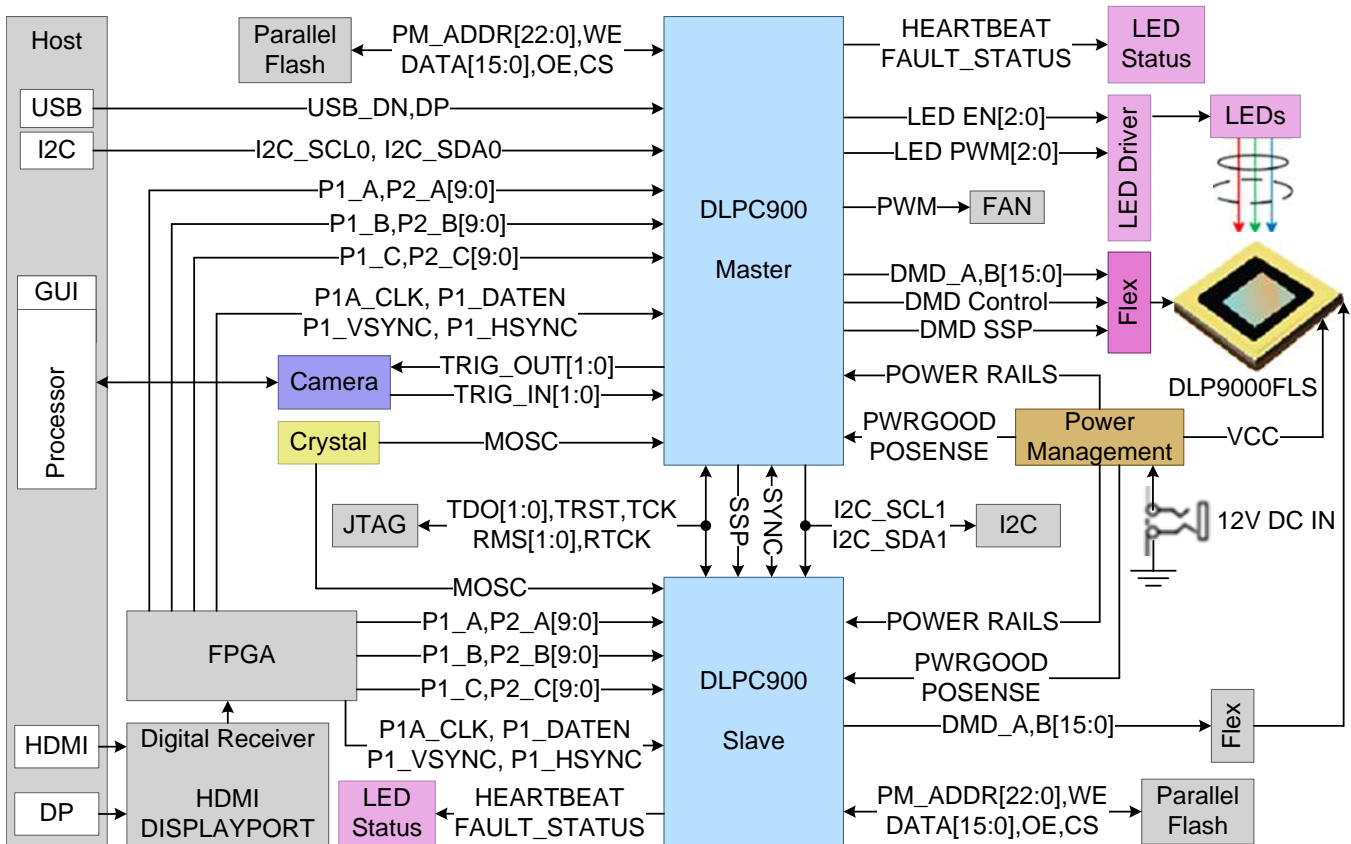 Host
Parallel
Flash
PM_ADDR[22:0],WE
DATA[15:0],OE,CS
HEARTBEAT
FAULT_STATUS
LED
Status
USB
USB_DN,DP
I2C
I2C_SCL0, I2C_SDA0
LED EN[2:0]
LED PWM[2:0]
LED Driver
LEDs
P1_A,P2_A[9:0]
P1_B,P2_B[9:0]
P1_C,P2_C[9:0]
P1A_CLK, P1_DATEN
P1_VSYNC, P1_HSYNC
DLPC900
Master
PWM
FAN
DMD_A,B[15:0]
DMD Control
DMD SSP
Flex
DLP9000FLS
GUI
Processor
Camera
TRIG_OUT[1:0]
TRIG_IN[1:0]
Crystal
MOSC
POWER RAILS
PWRGOOD
POSENSE
Power
Management
VCC
12V DC IN
JTAG
TDO[1:0],TRST,TCK
RMS[1:0],RTCK
SSP
SYNC
I2C_SCL1
I2C_SDA1
I2C
MOSC
FPGA
P1_A,P2_A[9:0]
P1_B,P2_B[9:0]
P1_C,P2_C[9:0]
P1A_CLK, P1_DATEN
P1_VSYNC, P1_HSYNC
DLPC900
Slave
POWER RAILS
PWRGOOD
POSENSE
DMD_A,B[15:0]
Flex
HDMI
DP
Digital Receiver
HDMI
DISPLAYPORT
LED
Status
HEARTBEAT
FAULT_STATUS
PM_ADDR[22:0],WE
DATA[15:0],OE,CS
Parallel
Flash